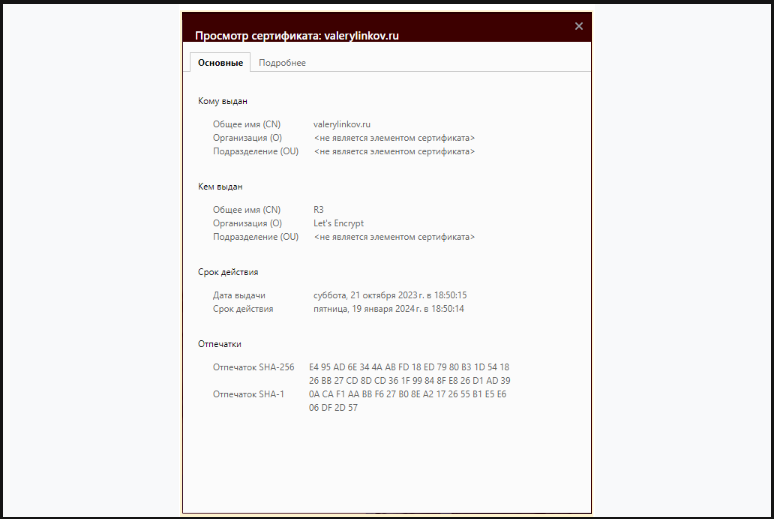 Просмотр сертификата: valerylinkov.ru
Основные Подробнее
Кому выдан
Общее имя (CN) valerylinkov.ru
Организация (O) <не является элементом сертификата>
Подразделение (OU) <не является элементом сертификата>
Кем выдан
Общее имя (CN) R3
Организация (O) Let's Encrypt
Подразделение (OU) <не является элементом сертификата>
Срок действия
Дата выдачи суббота, 21 октября 2023 г. в 18:50:15
Срок действия пятница, 19 января 2024 г. в 18:50:14
Отпечатки
Отпечаток SHA-256 E4 95 AD 6E 34 4A AB FD 18 ED 79 80 B3 1D 54 18
26 BB 27 CD 8D CD 36 1F 99 84 8F E8 26 D1 AD 39
Отпечаток SHA-1 0A CA F1 AA BB F6 27 B0 8E A2 17 26 55 B1 E5 E6
06 DF 2D 57